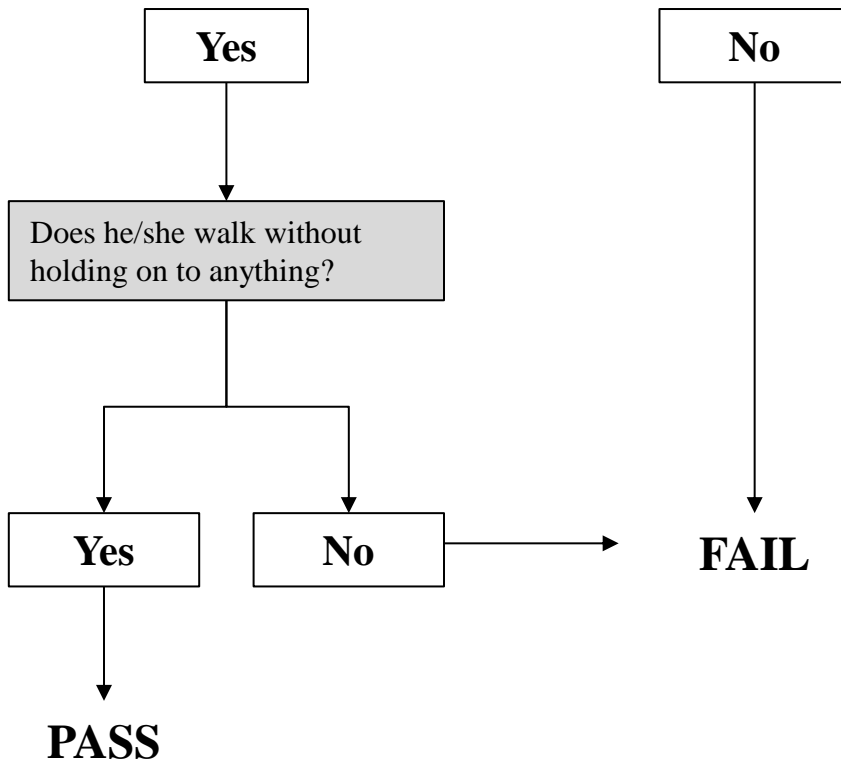 Yes
No
Does he/she walk without
holding on to anything?
Yes
No
FAIL
PASS